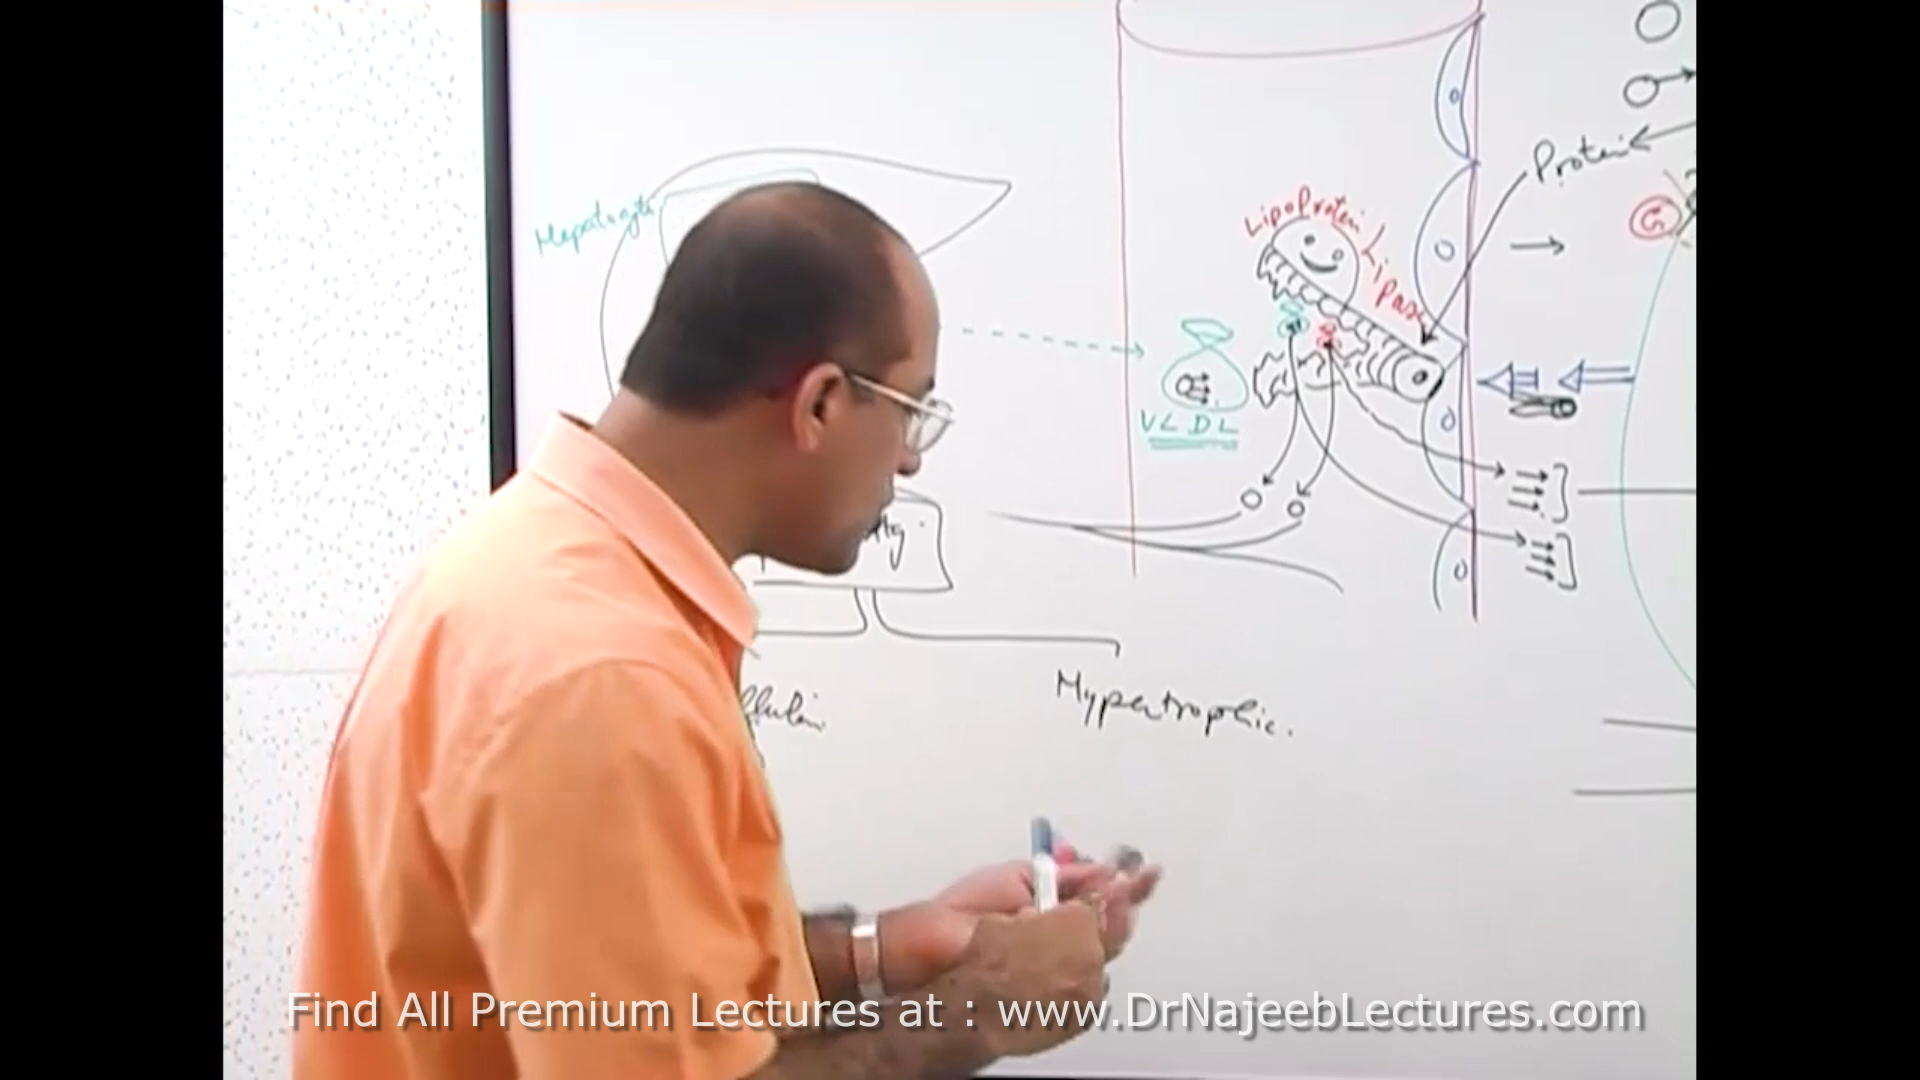 Protein
Hepatocyte
G
Lipoprotein Lipase
VLDL
Hypertrophic.
Find All Premium Lectures at : www.DrNajeebLectures.com